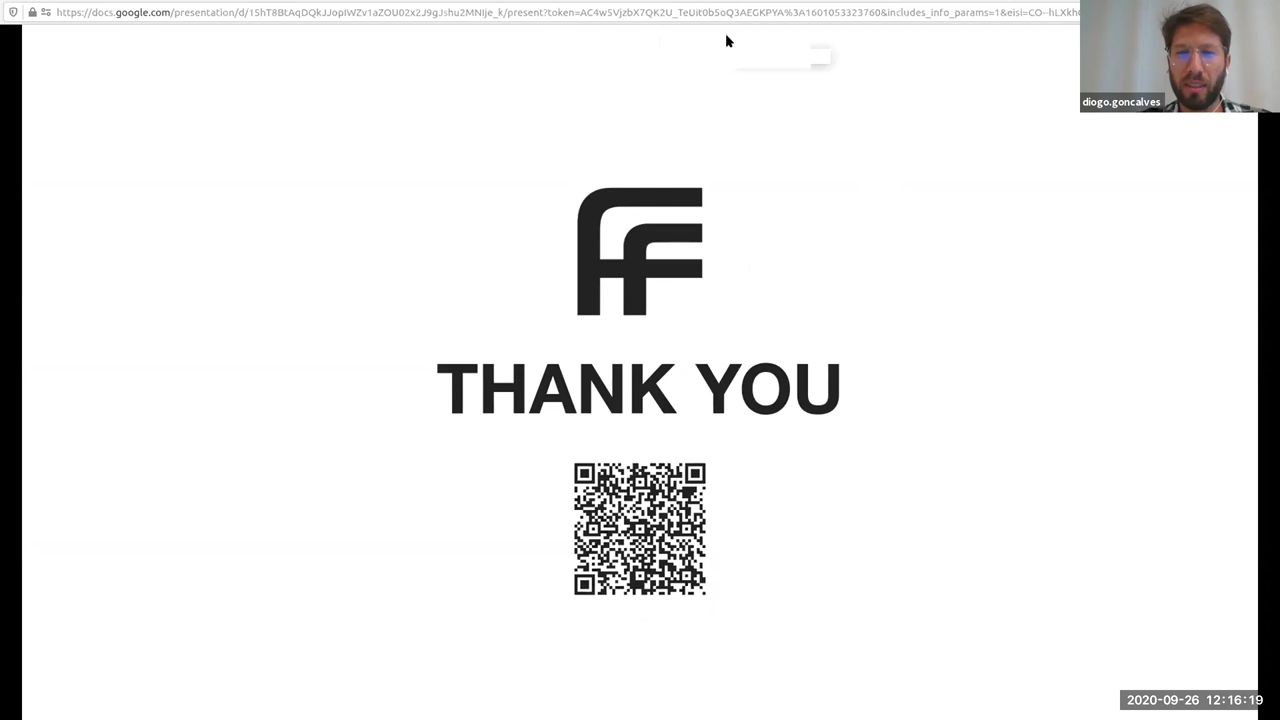 https://docs.google.com/presentation/d/15hT8BtAqDQkJJopIWZv1aZOU02x2J9gJshu2MNIje_k/present?token=AC4w5VjzbX7QK2U_TeUitDb5oQ3AEGKPYA%3A1601053323760&includes_info_params=1&eisi=CO--hLXkh
diogo.goncalves
THANK YOU
2020-09-26 12:16:19